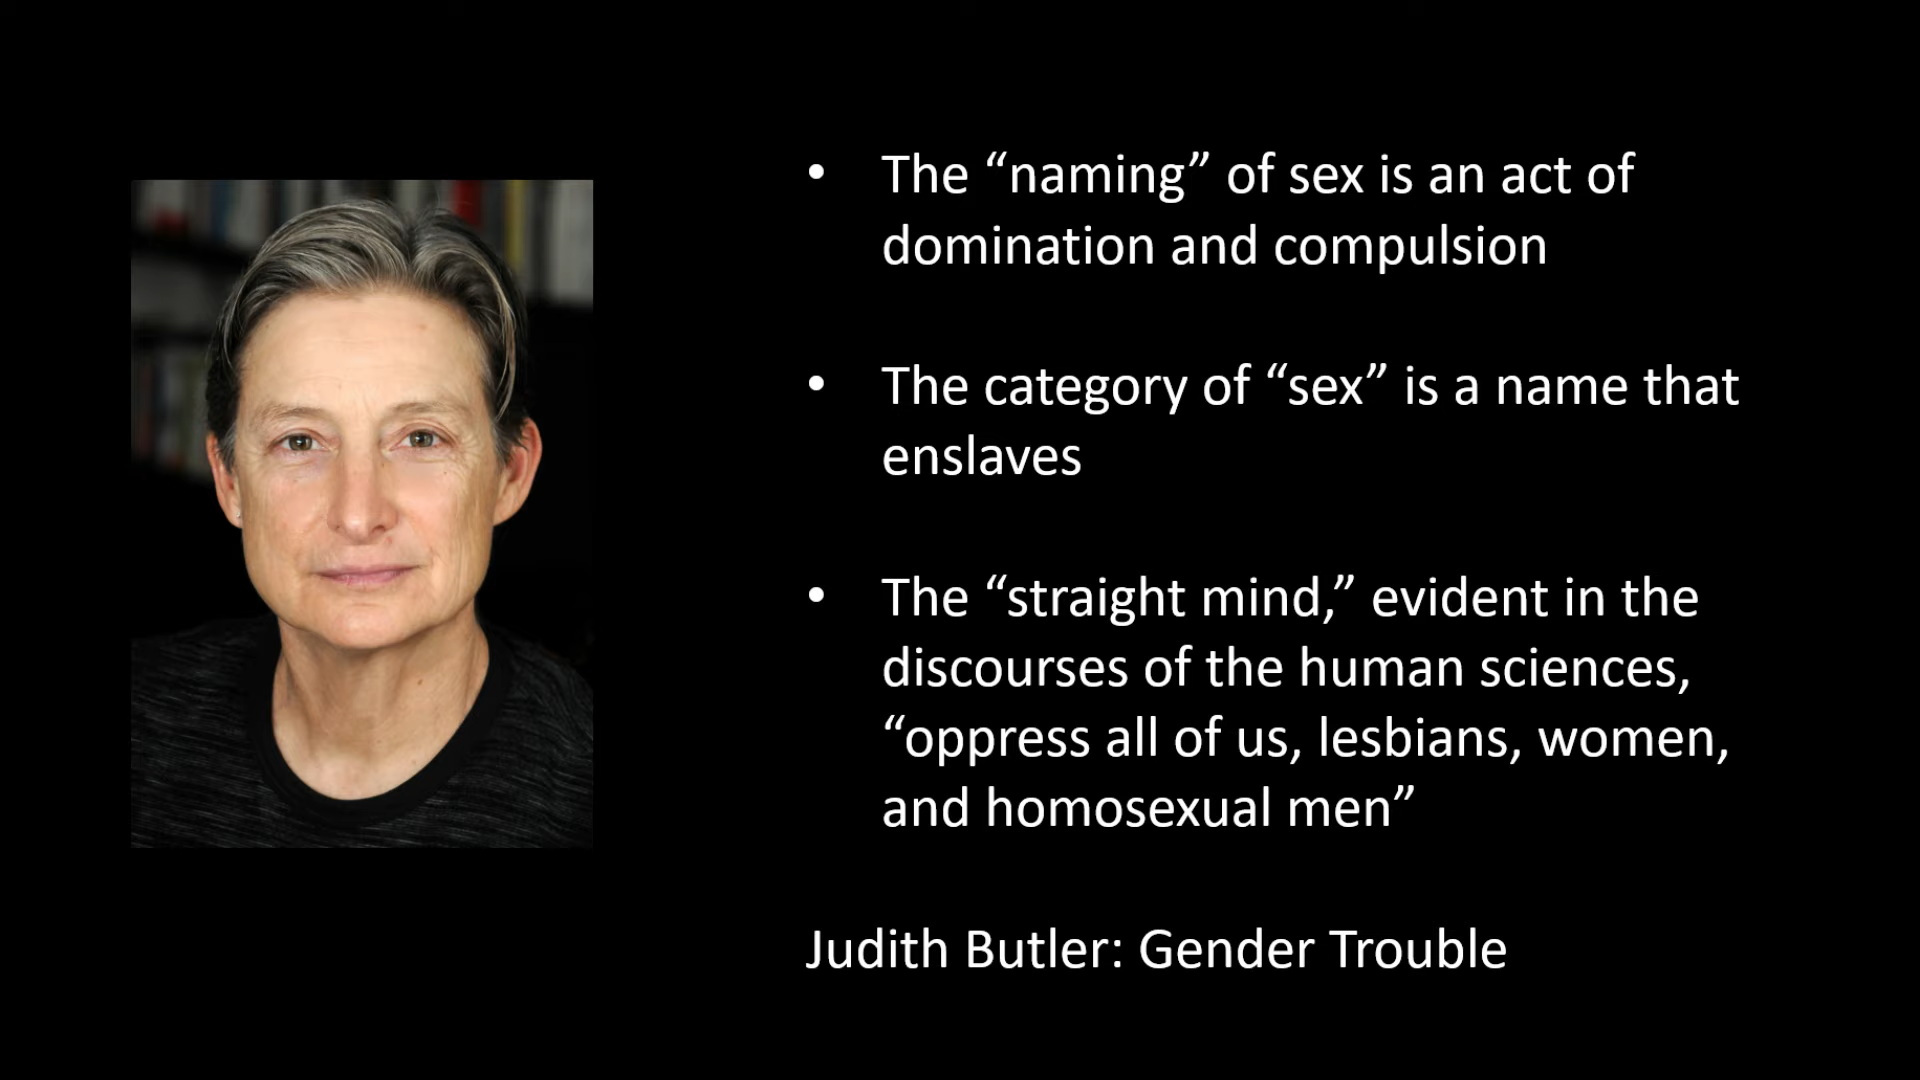 • The “naming” of sex is an act of
domination and compulsion
• The category of “sex” is a name that
enslaves
• The “straight mind,” evident in the
discourses of the human sciences,
“oppress all of us, lesbians, women,
and homosexual men”
Judith Butler: Gender Trouble